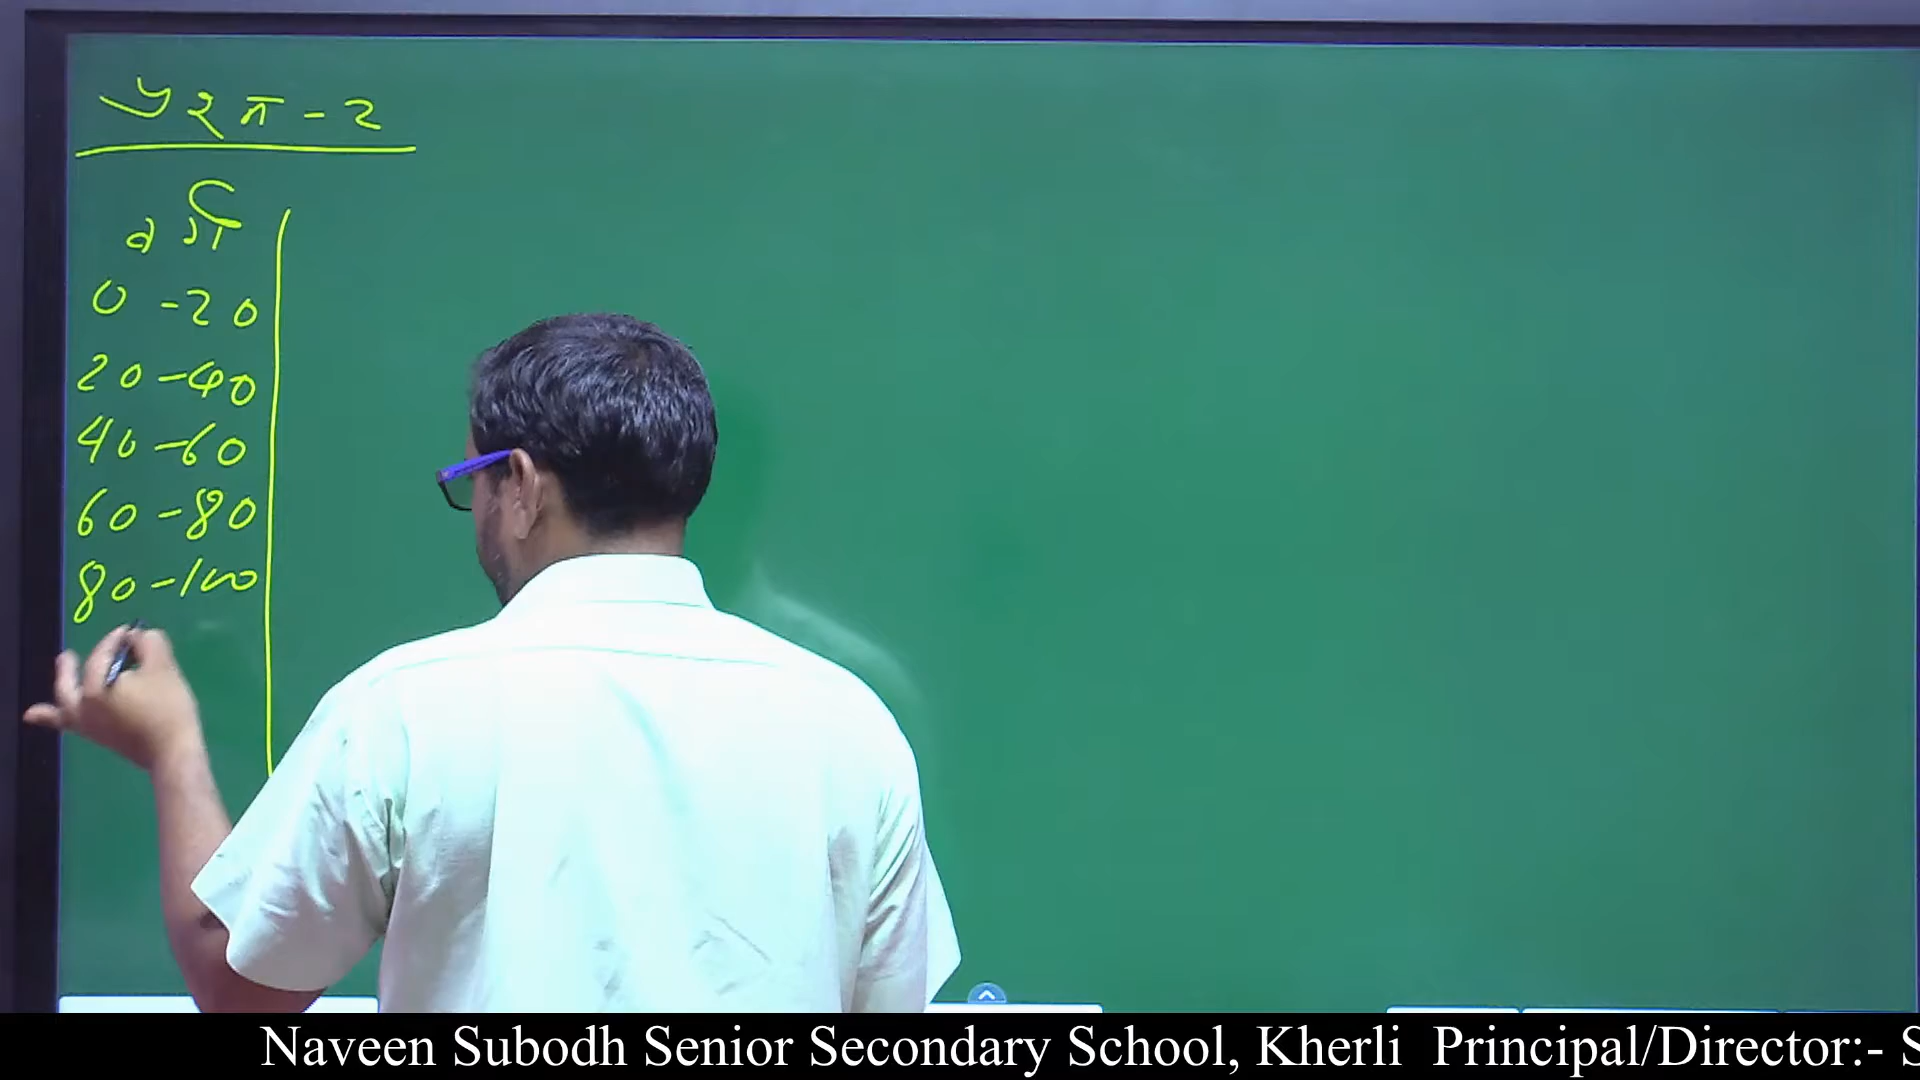 प्रश्न - 2
वर्ग
0 - 20
20 - 40
40 - 60
60 - 80
80 - 100
Naveen Subodh Senior Secondary School, Kherli Principal/Director:- S